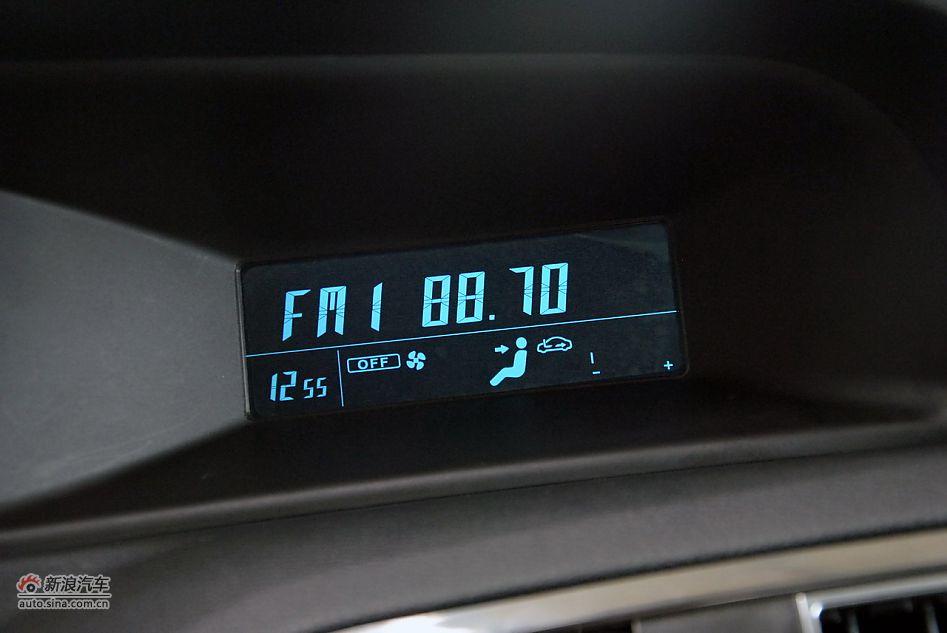 FM1 88.70
OFF
12 55
新浪汽车
auto.sina.com.cn